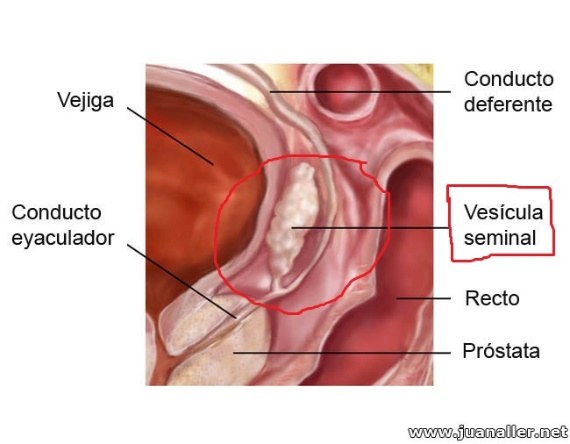 Conducto
deferente
Vejiga
Conducto
eyaculador
Vesícula
seminal
Recto
Próstata
www.juanaller.net